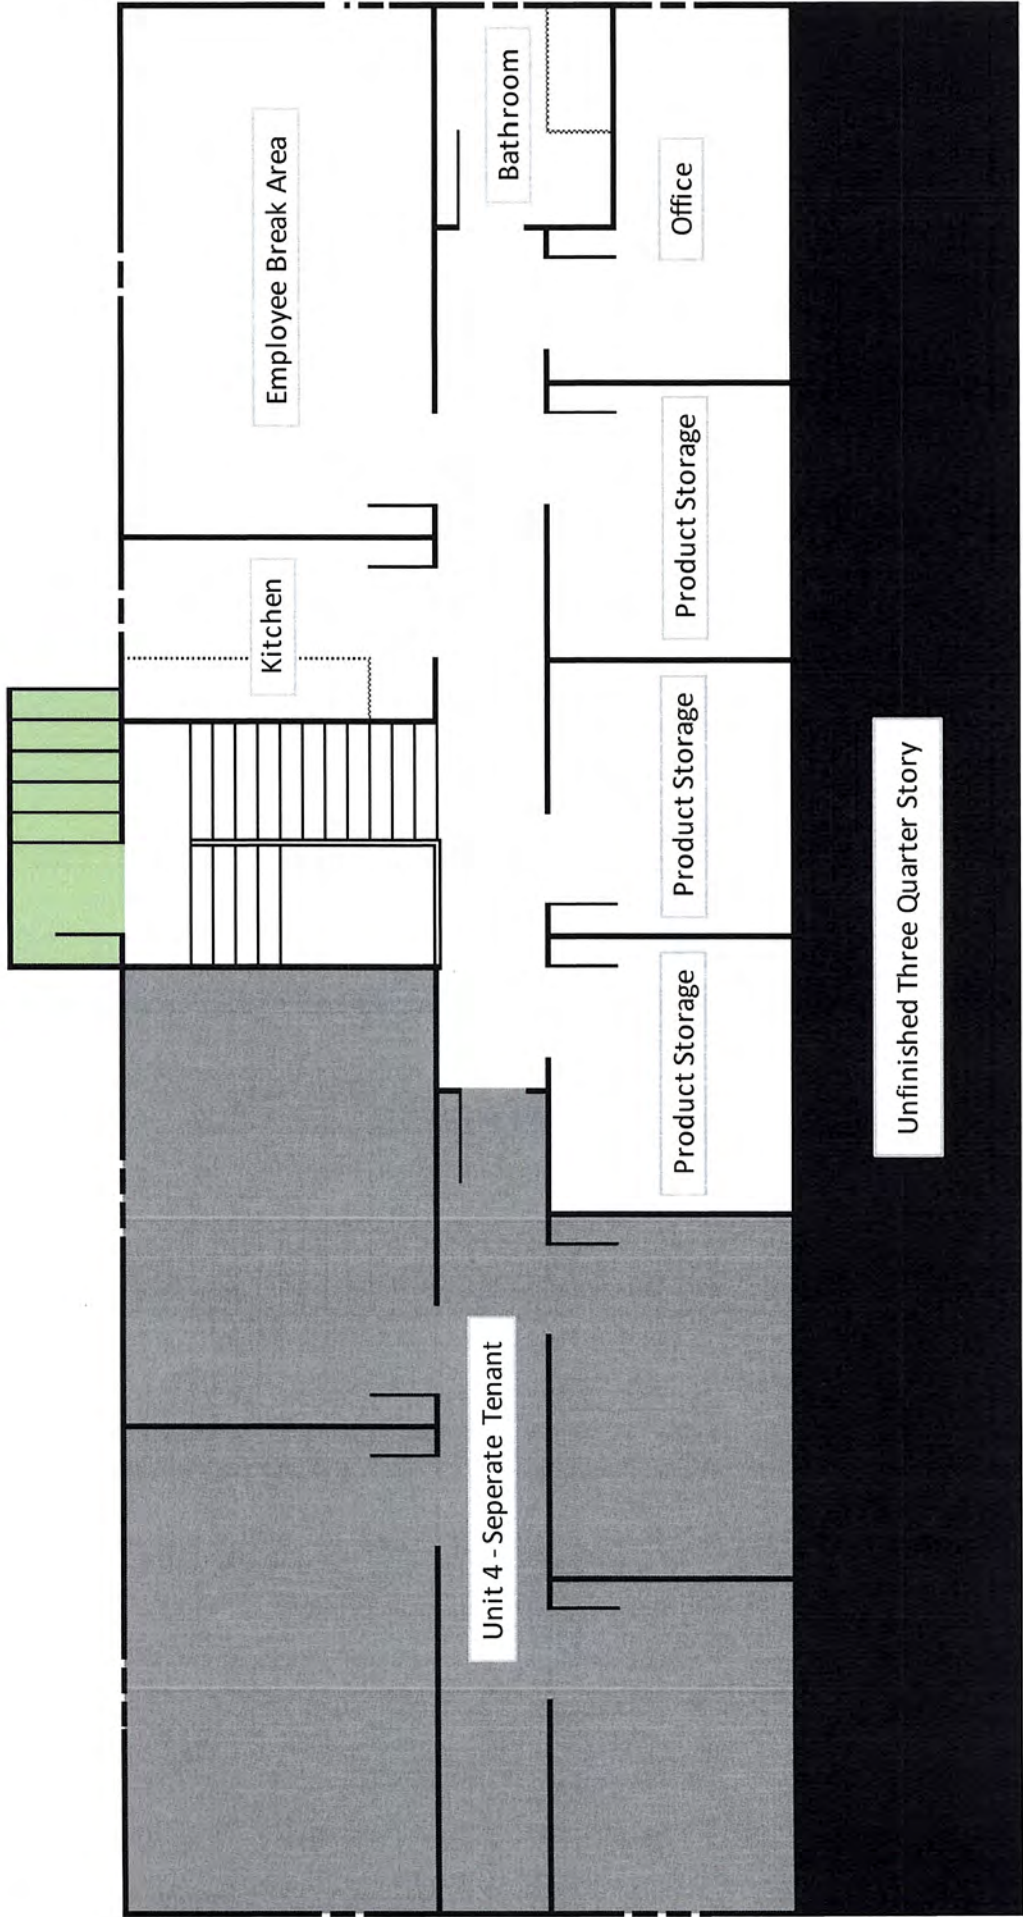 Unit 4 - Seperate Tenant
Kitchen
Employee Break Area
Bathroom
Product Storage
Product Storage
Product Storage
Office
Unfinished Three Quarter Story